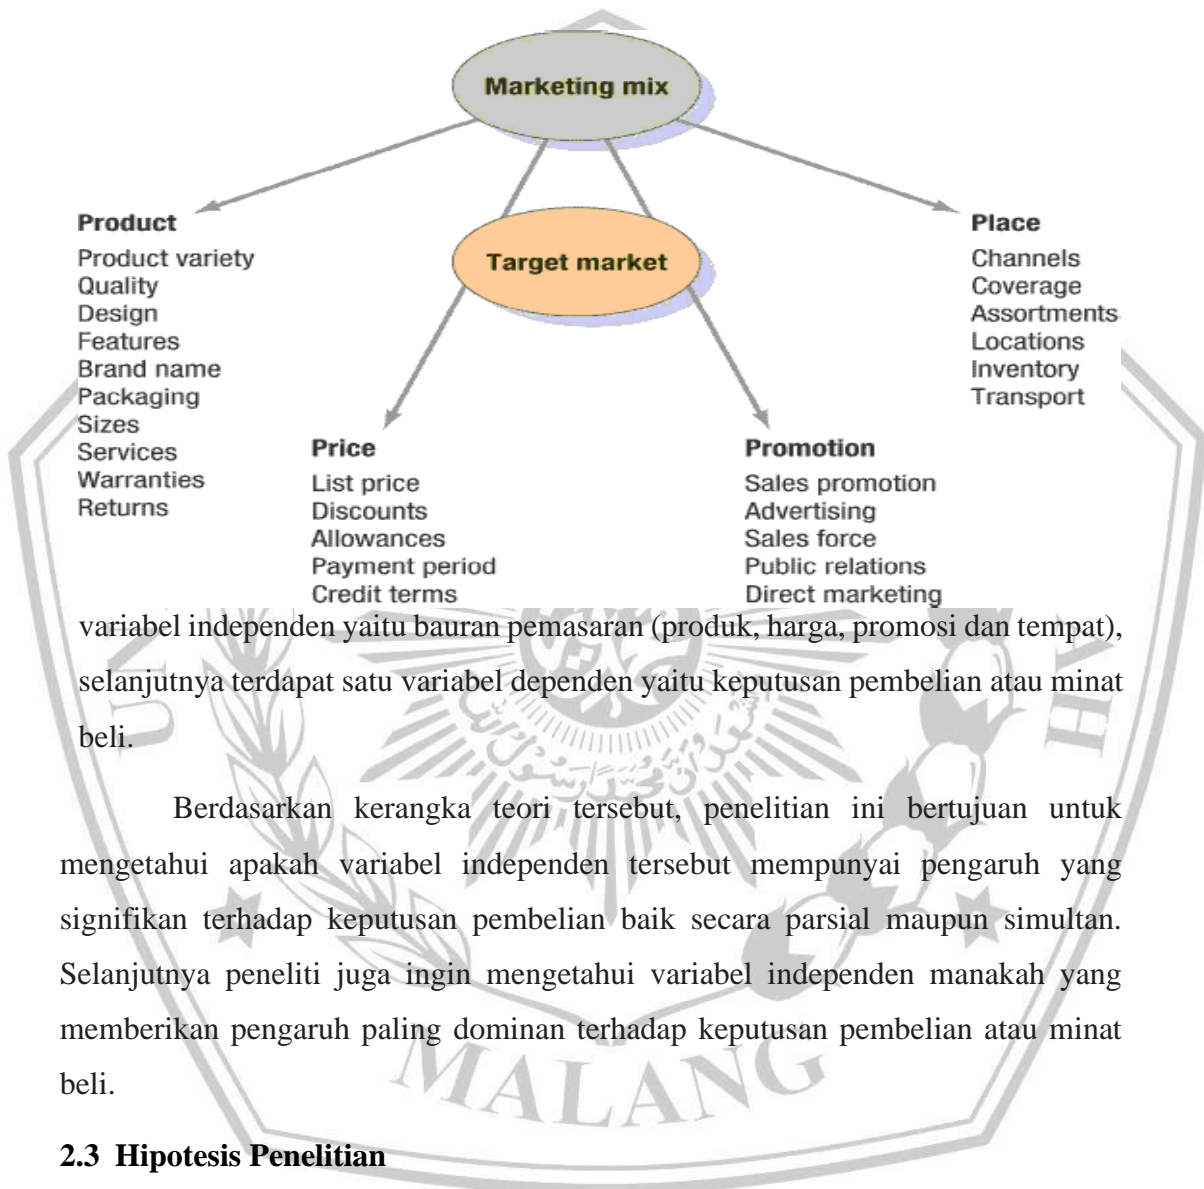 Marketing mix
Target market
Product
Product variety
Quality
Design
Features
Brand name
Packaging
Sizes
Services
Warranties
Returns
Price
List price
Discounts
Allowances
Payment period
Credit terms
Promotion
Sales promotion
Advertising
Sales force
Public relations
Direct marketing
Place
Channels
Coverage
Assortments
Locations
Inventory
Transport
variabel independen yaitu bauran pemasaran (produk, harga, promosi dan tempat),
selanjutnya terdapat satu variabel dependen yaitu keputusan pembelian atau minat
beli.
Berdasarkan kerangka teori tersebut, penelitian ini bertujuan untuk
mengetahui apakah variabel independen tersebut mempunyai pengaruh yang
signifikan terhadap keputusan pembelian baik secara parsial maupun simultan.
Selanjutnya peneliti juga ingin mengetahui variabel independen manakah yang
memberikan pengaruh paling dominan terhadap keputusan pembelian atau minat
beli.
MALANG
2.3 Hipotesis Penelitian